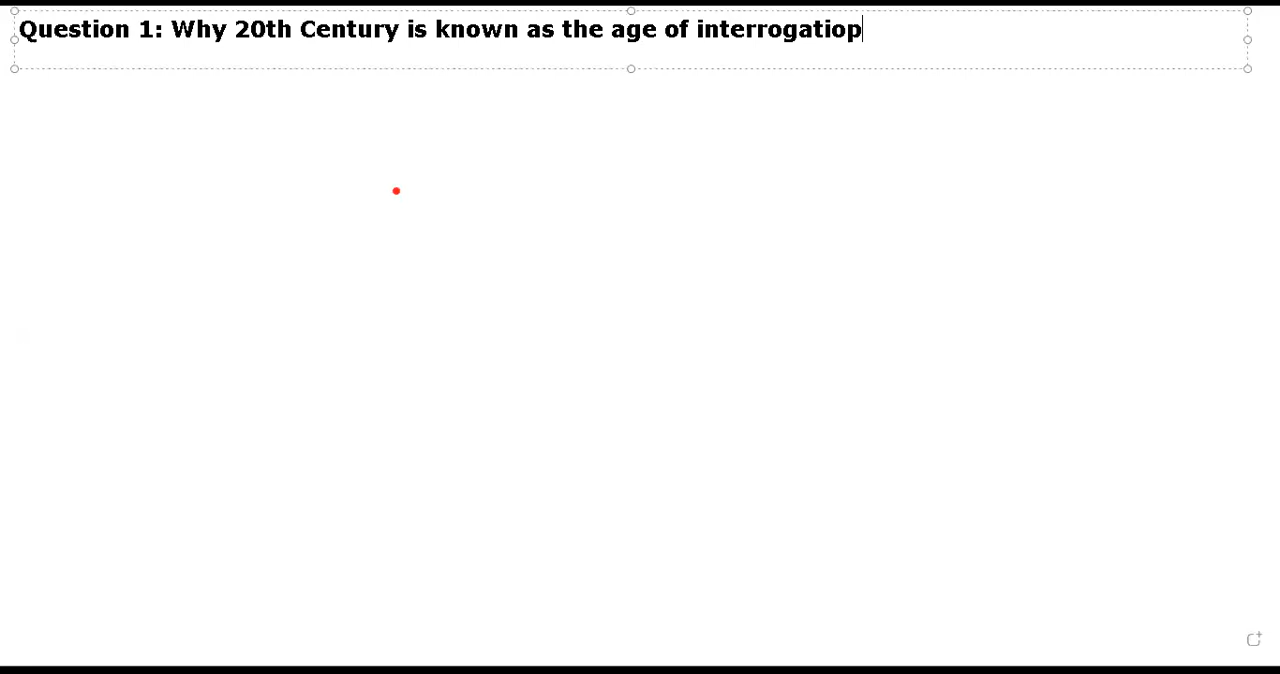 Question 1: Why 20th Century is known as the age of interrogatiop